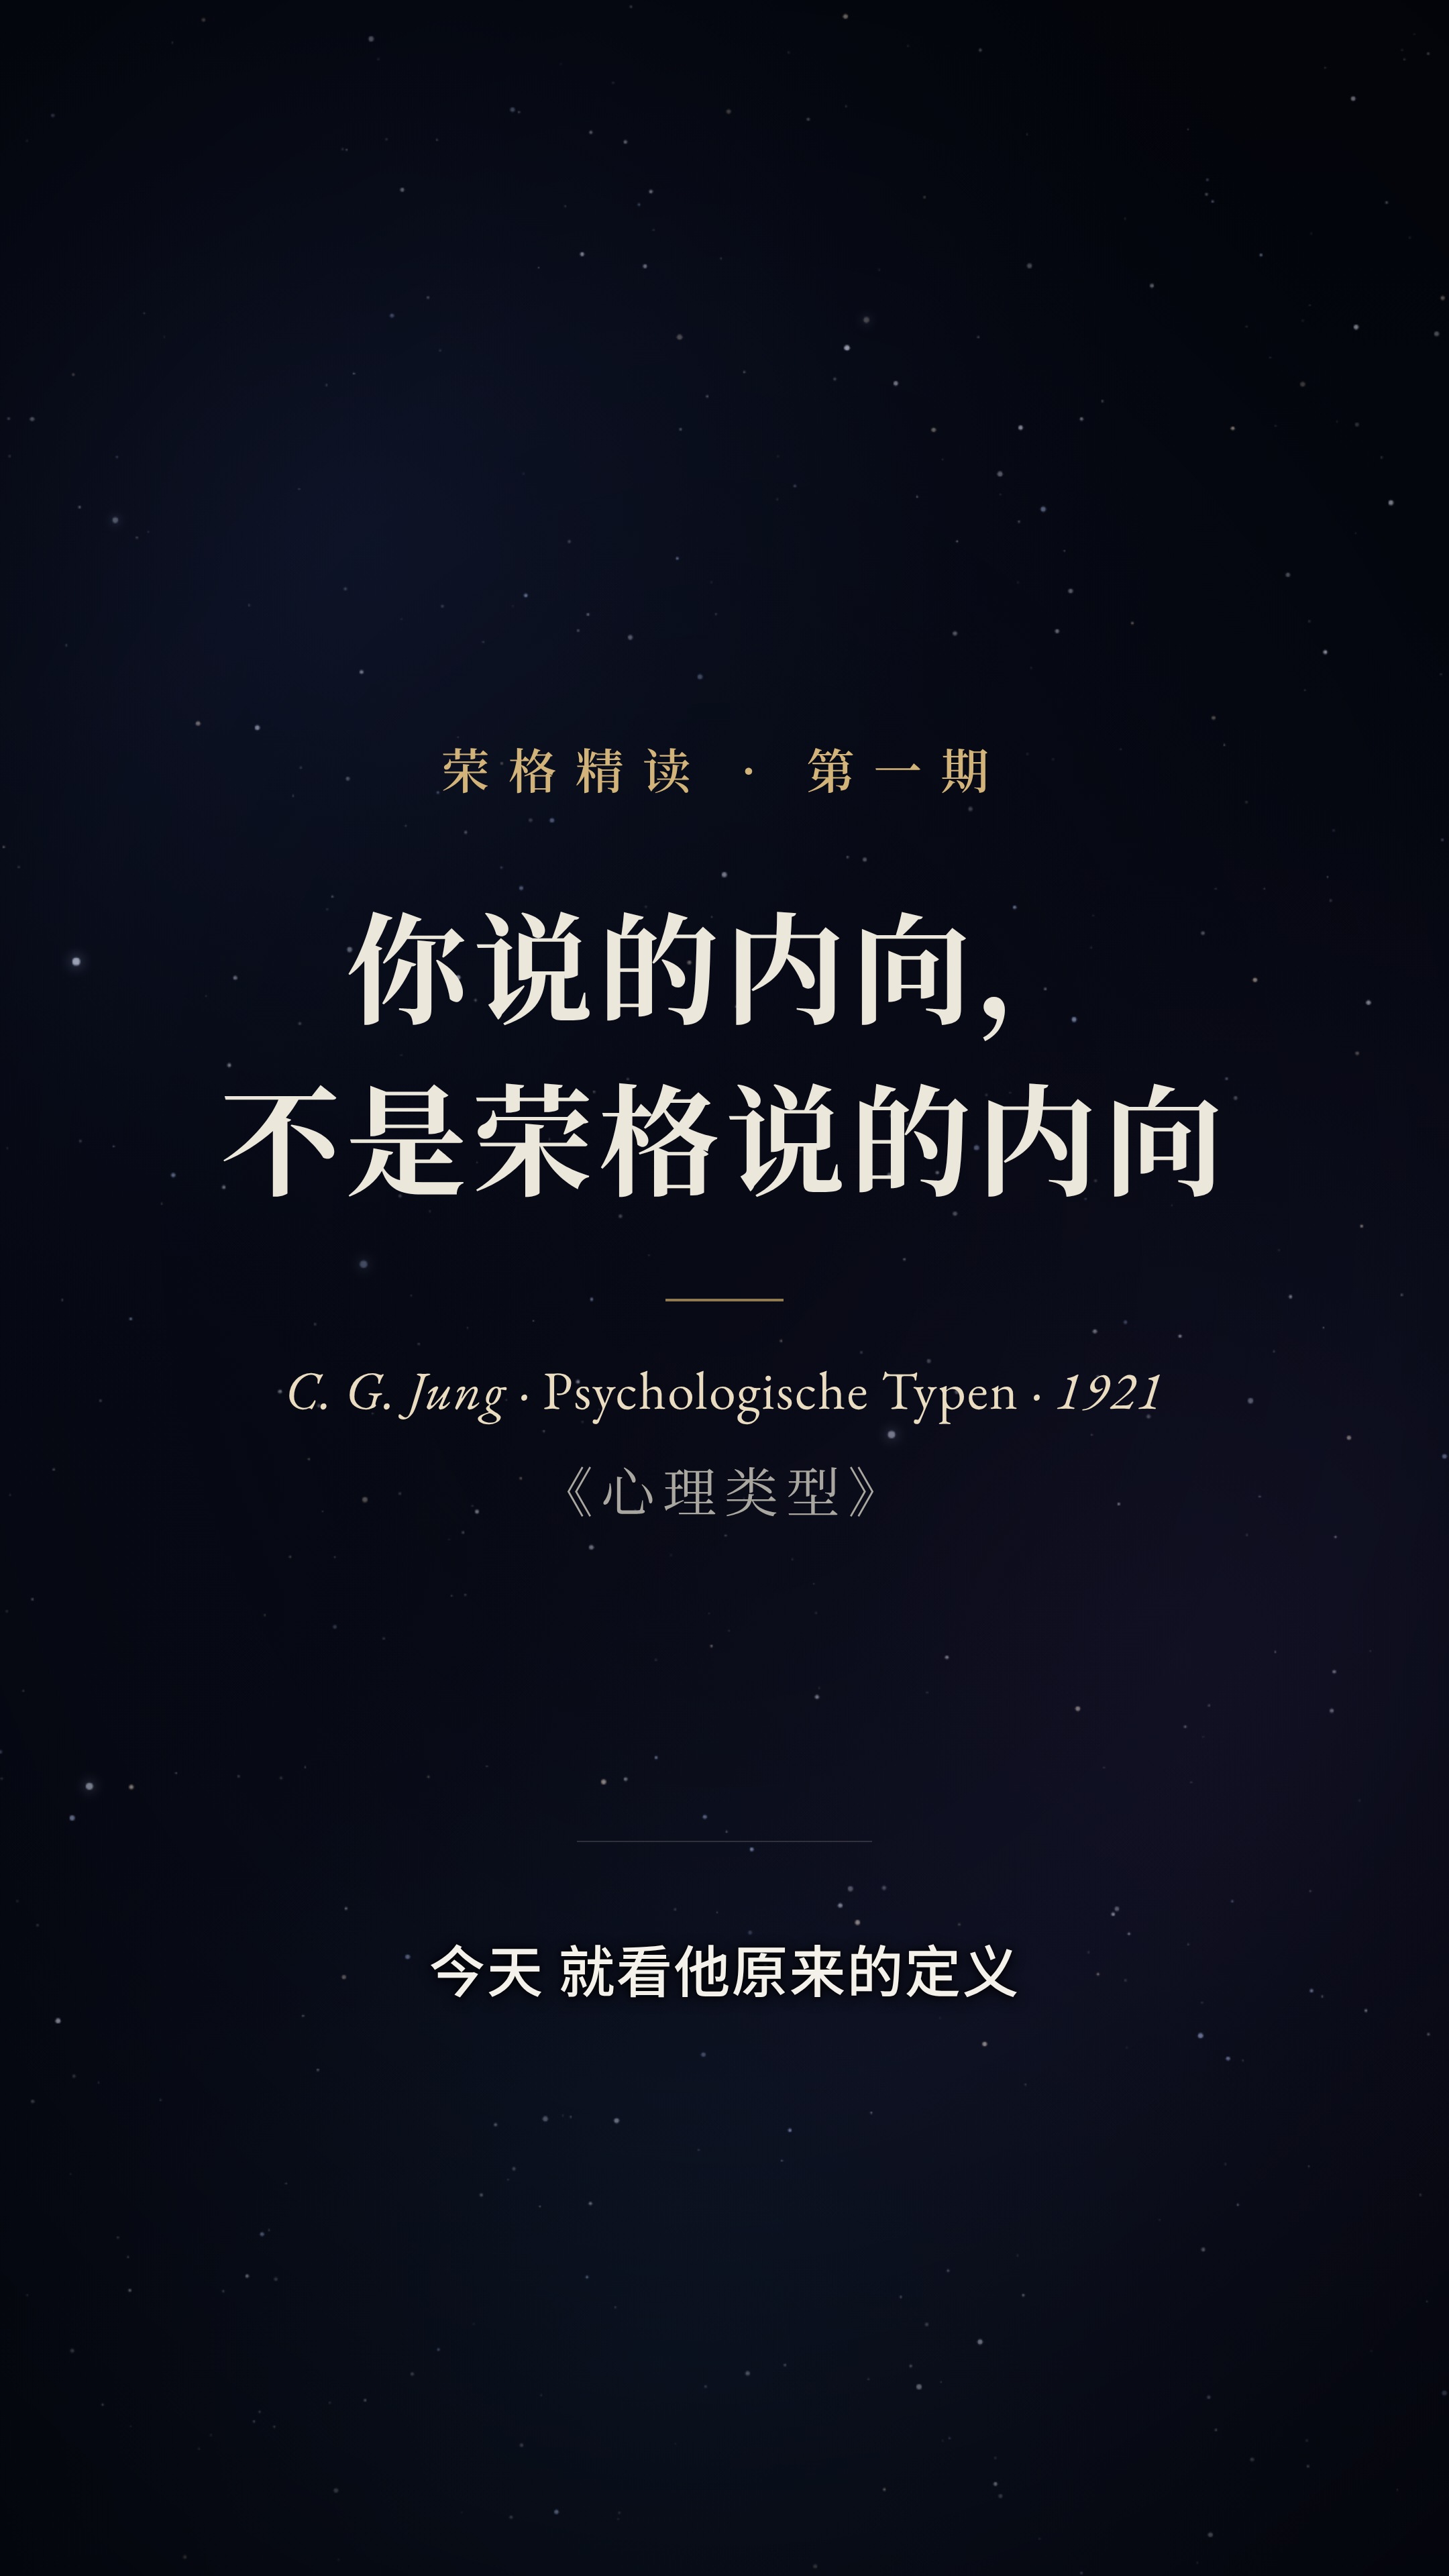 荣格精读 · 第一期
你说的内向，
不是荣格说的内向
C. G. Jung · Psychologische Typen · 1921
《心理类型》
今天 就看他原来的定义